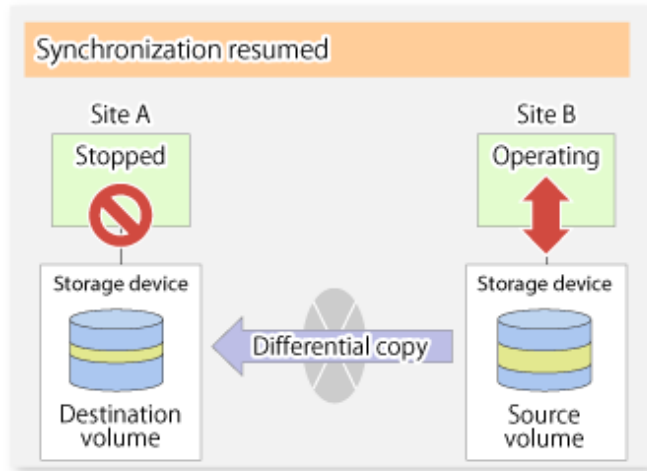 Synchronization resumed
Site A
Site B
Stopped
Operating
Storage device
Storage device
Differential copy
Destination
volume
Source
volume